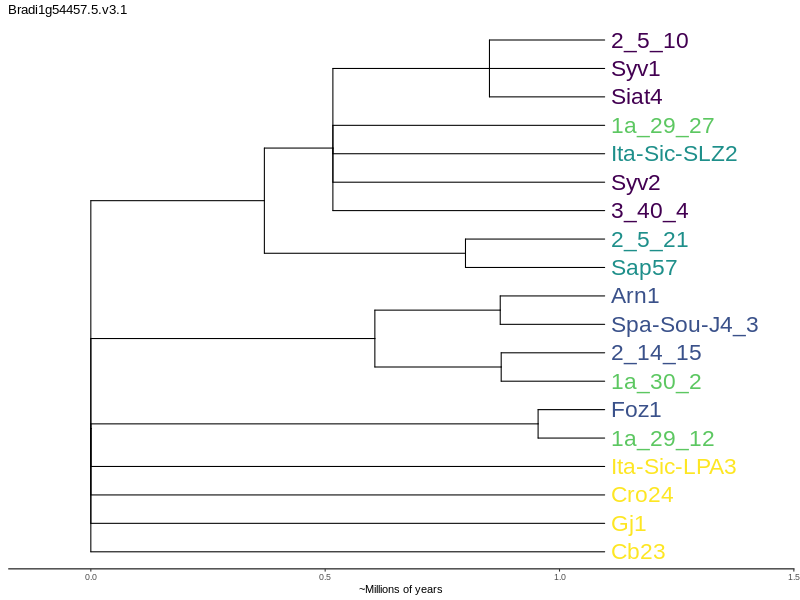 Bradi1g54457.5.v3.1
2_5_10
Syv1
Siat4
1a_29_27
Ita-Sic-SLZ2
Syv2
3_40_4
2_5_21
Sap57
Arn1
Spa-Sou-J4_3
2_14_15
1a_30_2
Foz1
1a_29_12
Ita-Sic-LPA3
Cro24
Gj1
Cb23
0.0 0.5 1.0 1.5
~Millions of years